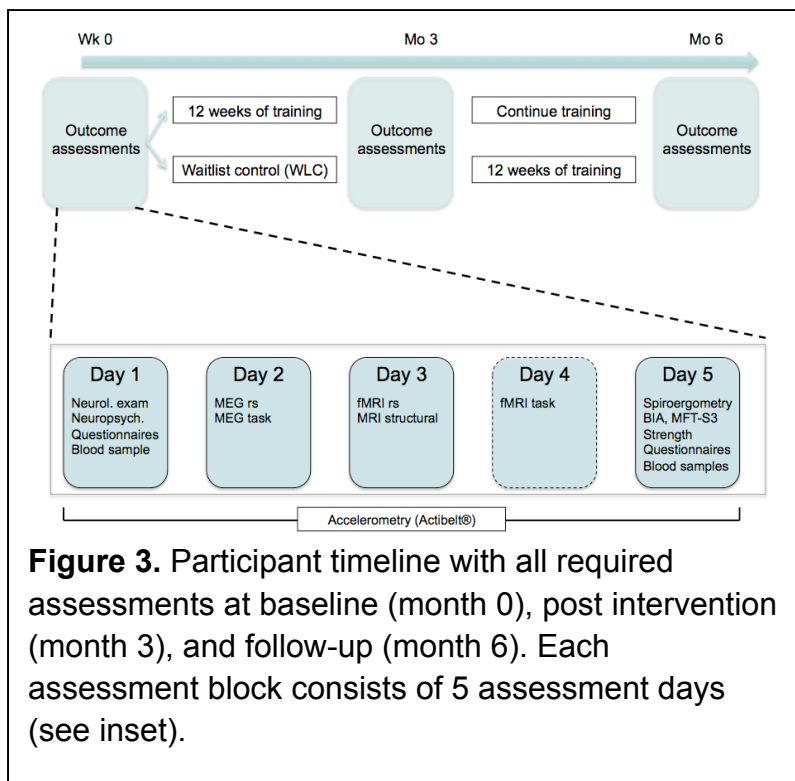 Wk 0 Mo 3 Mo 6
12 weeks of training Continue training
Outcome assessments Outcome assessments Outcome assessments
Waitlist control (WLC) 12 weeks of training
Day 1
Neurol. exam
Neuropsych.
Questionnaires
Blood sample
Day 2
MEG rs
MEG task
Day 3
fMRI rs
MRI structural
Day 4
fMRI task
Day 5
Spiroergometry
BIA, MFT-S3
Strength
Questionnaires
Blood samples
Accelerometry (Actibelt®)
Figure 3. Participant timeline with all required
assessments at baseline (month 0), post intervention
(month 3), and follow-up (month 6). Each
assessment block consists of 5 assessment days
(see inset).